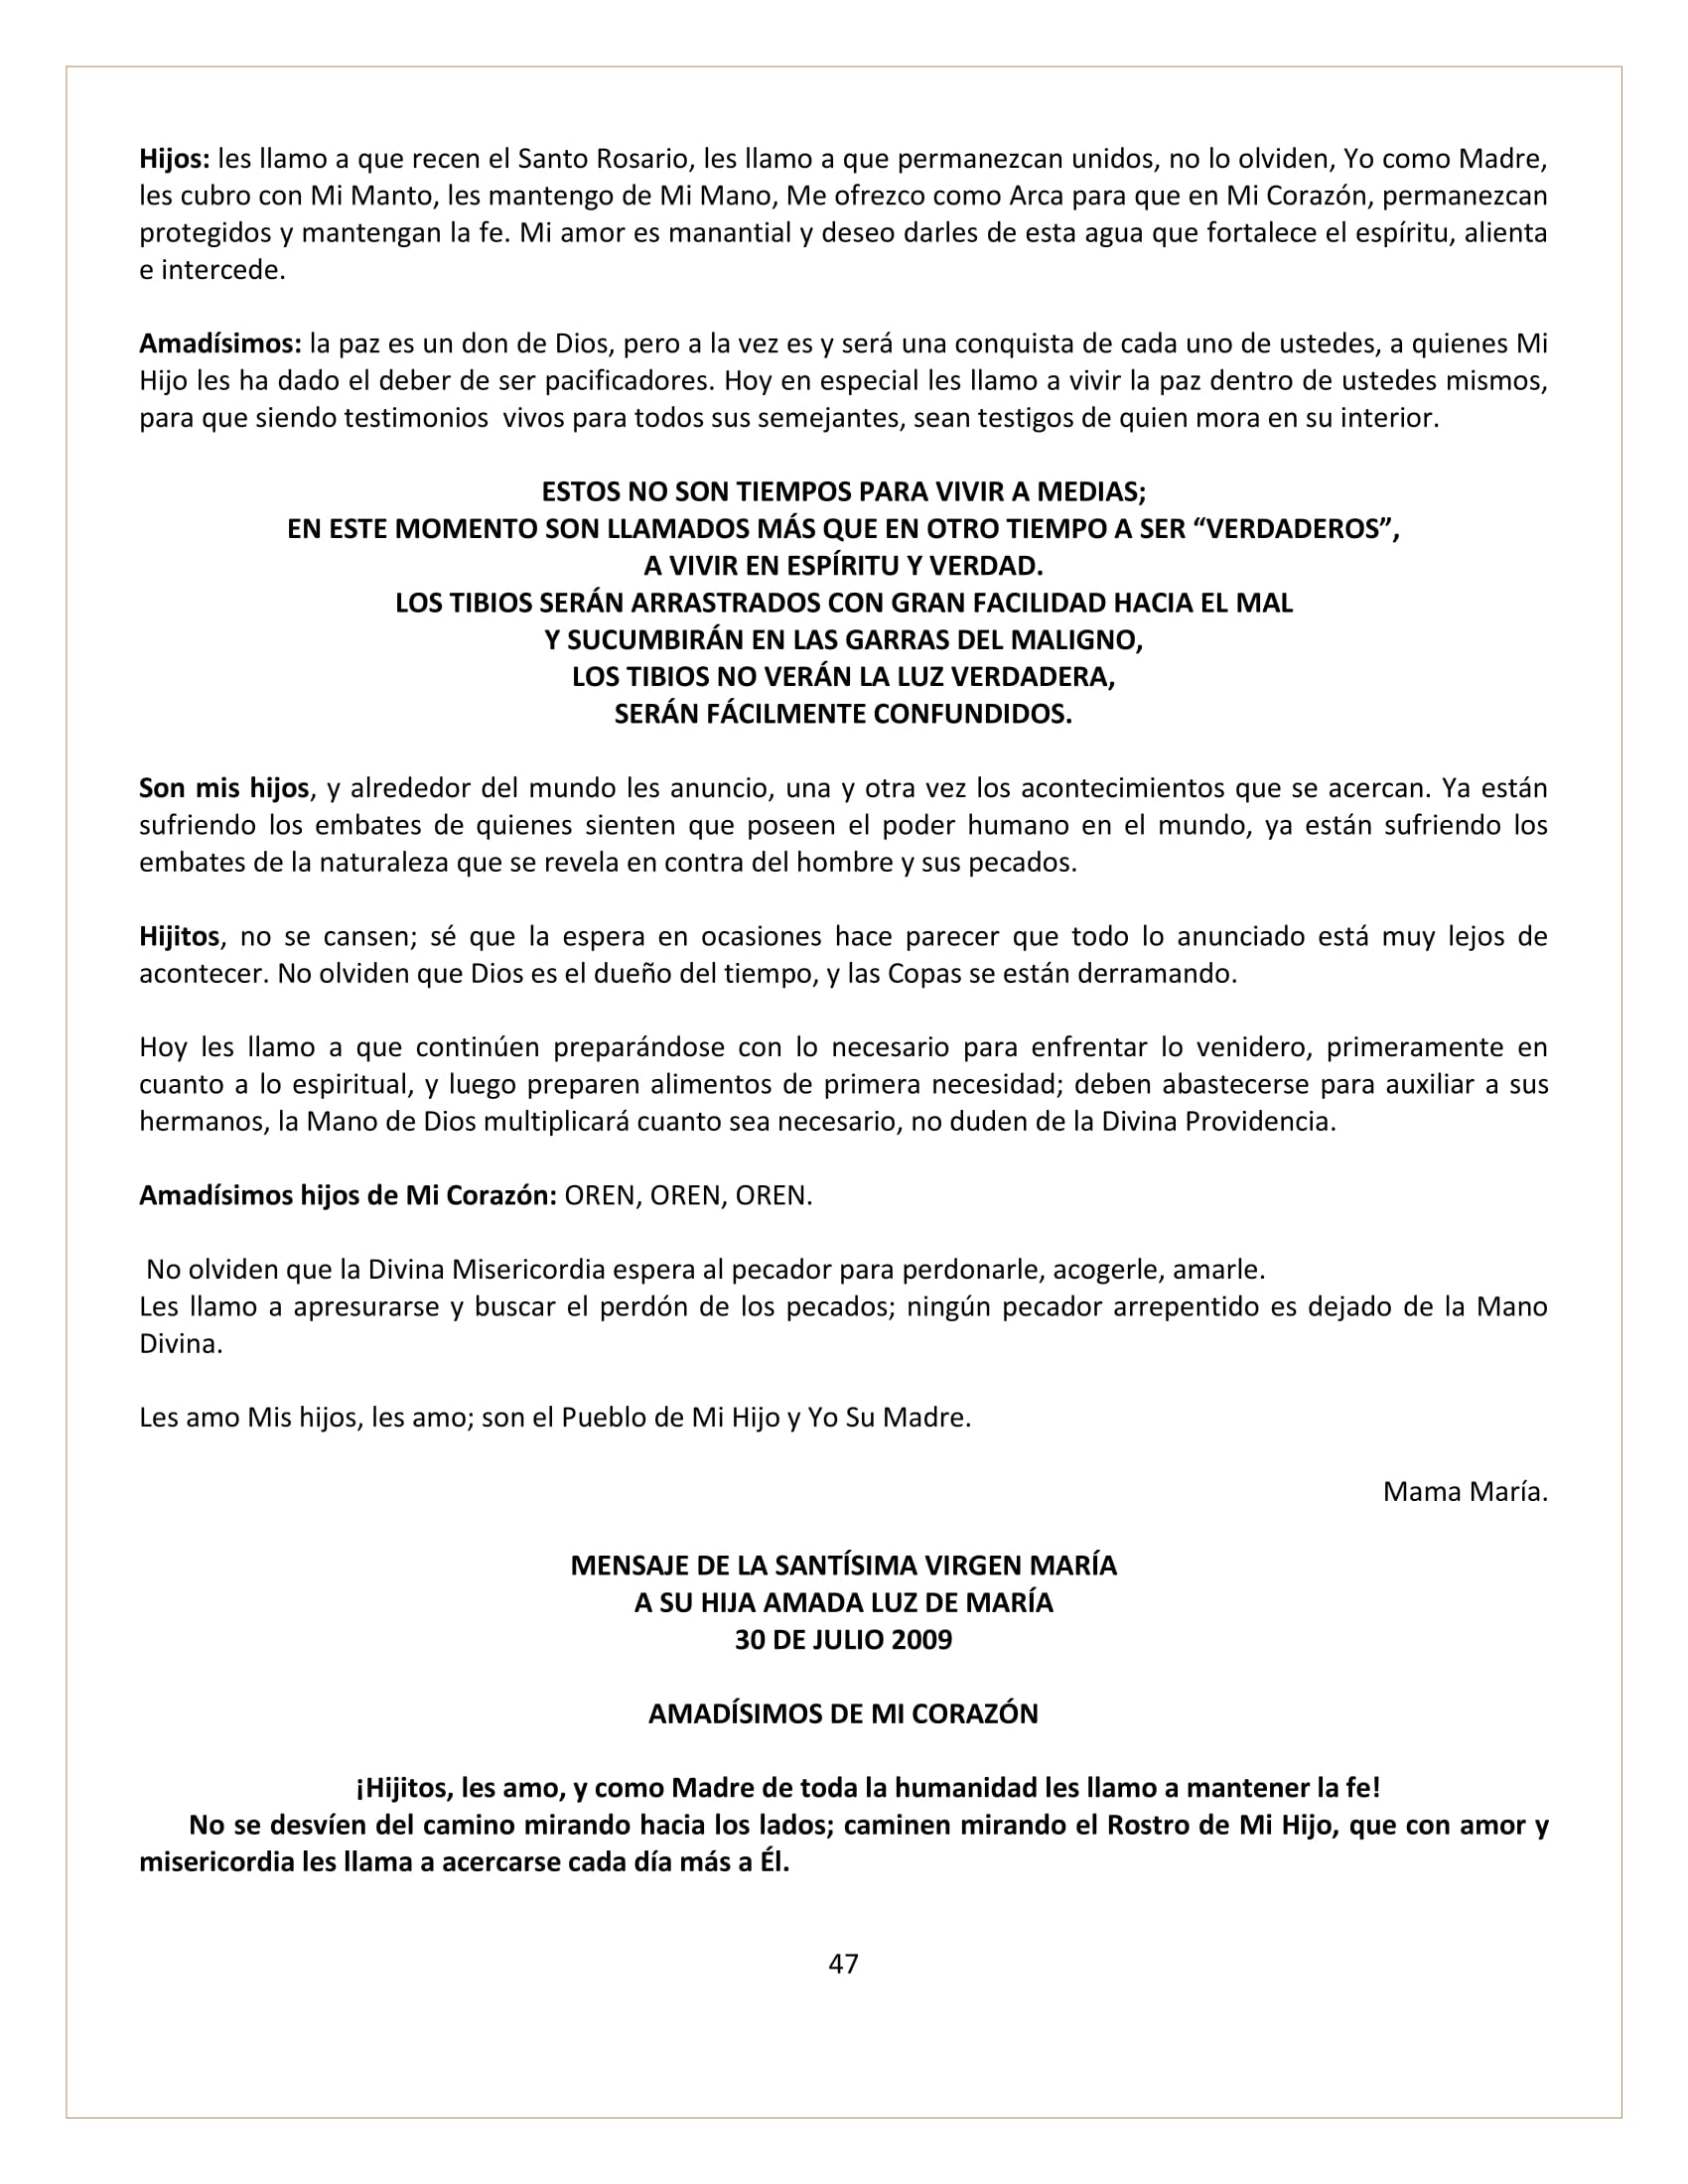 Hijos: les llamo a que recen el Santo Rosario, les llamo a que permanezcan unidos, no lo olviden, Yo como Madre,
les cubro con Mi Manto, les mantengo de Mi Mano, Me ofrezco como Arca para que en Mi Corazón, permanezcan
protegidos y mantengan la fe. Mi amor es manantial y deseo darles de esta agua que fortalece el espíritu, alienta
e intercede.
Amadísimos: la paz es un don de Dios, pero a la vez es y será una conquista de cada uno de ustedes, a quienes Mi
Hijo les ha dado el deber de ser pacificadores. Hoy en especial les llamo a vivir la paz dentro de ustedes mismos,
para que siendo testimonios  vivos para todos sus semejantes, sean testigos de quien mora en su interior.
ESTOS NO SON TIEMPOS PARA VIVIR A MEDIAS;
EN ESTE MOMENTO SON LLAMADOS MÁS QUE EN OTRO TIEMPO A SER “VERDADEROS”,
A VIVIR EN ESPÍRITU Y VERDAD.
LOS TIBIOS SERÁN ARRASTRADOS CON GRAN FACILIDAD HACIA EL MAL
Y SUCUMBIRÁN EN LAS GARRAS DEL MALIGNO,
LOS TIBIOS NO VERÁN LA LUZ VERDADERA,
SERÁN FÁCILMENTE CONFUNDIDOS.
Son mis hijos, y alrededor del mundo les anuncio, una y otra vez los acontecimientos que se acercan. Ya están
sufriendo los embates de quienes sienten que poseen el poder humano en el mundo, ya están sufriendo los
embates de la naturaleza que se revela en contra del hombre y sus pecados.
Hijitos, no se cansen; sé que la espera en ocasiones hace parecer que todo lo anunciado está muy lejos de
acontecer. No olviden que Dios es el dueño del tiempo, y las Copas se están derramando.
Hoy les llamo a que continúen preparándose con lo necesario para enfrentar lo venidero, primeramente en
cuanto a lo espiritual, y luego preparen alimentos de primera necesidad; deben abastecerse para auxiliar a sus
hermanos, la Mano de Dios multiplicará cuanto sea necesario, no duden de la Divina Providencia.
Amadísimos hijos de Mi Corazón: OREN, OREN, OREN.
No olviden que la Divina Misericordia espera al pecador para perdonarle, acogerle, amarle.
Les llamo a apresurarse y buscar el perdón de los pecados; ningún pecador arrepentido es dejado de la Mano
Divina.
Les amo Mis hijos, les amo; son el Pueblo de Mi Hijo y Yo Su Madre.
Mama María.
MENSAJE DE LA SANTÍSIMA VIRGEN MARÍA
A SU HIJA AMADA LUZ DE MARÍA
30 DE JULIO 2009
AMADÍSIMOS DE MI CORAZÓN
¡Hijitos, les amo, y como Madre de toda la humanidad les llamo a mantener la fe!
No se desvíen del camino mirando hacia los lados; caminen mirando el Rostro de Mi Hijo, que con amor y
misericordia les llama a acercarse cada día más a Él.
47